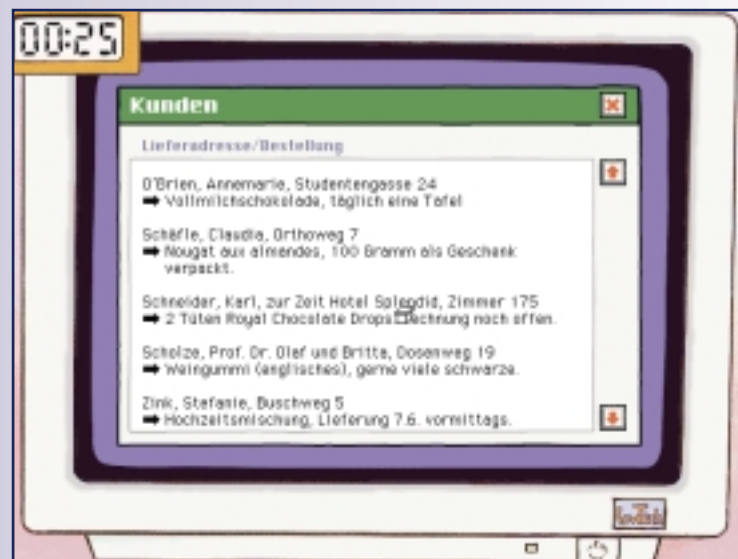 00:25
Kunden
Lieferadresse/Bestellung
O'Brien, Annemarie, Studentengasse 24
➡ Vollmilchschokolade, täglich eine Tafel
Schäfle, Claudia, Orthoweg 7
➡ Nougat aux almendes, 100 Gramm als Geschenk
verpackt.
Schneider, Karl, zur Zeit Hotel Splendid, Zimmer 175
➡ 2 Tüten Royal Chocolate Drops. Rechnung noch offen.
Scholze, Prof. Dr. Olaf und Britta, Dosenweg 19
➡ Weingummi (englisches), gerne viele schwarze.
Zink, Stefanie, Buschweg 5
➡ Hochzeitsmischung, Lieferung 7.6. vormittags.